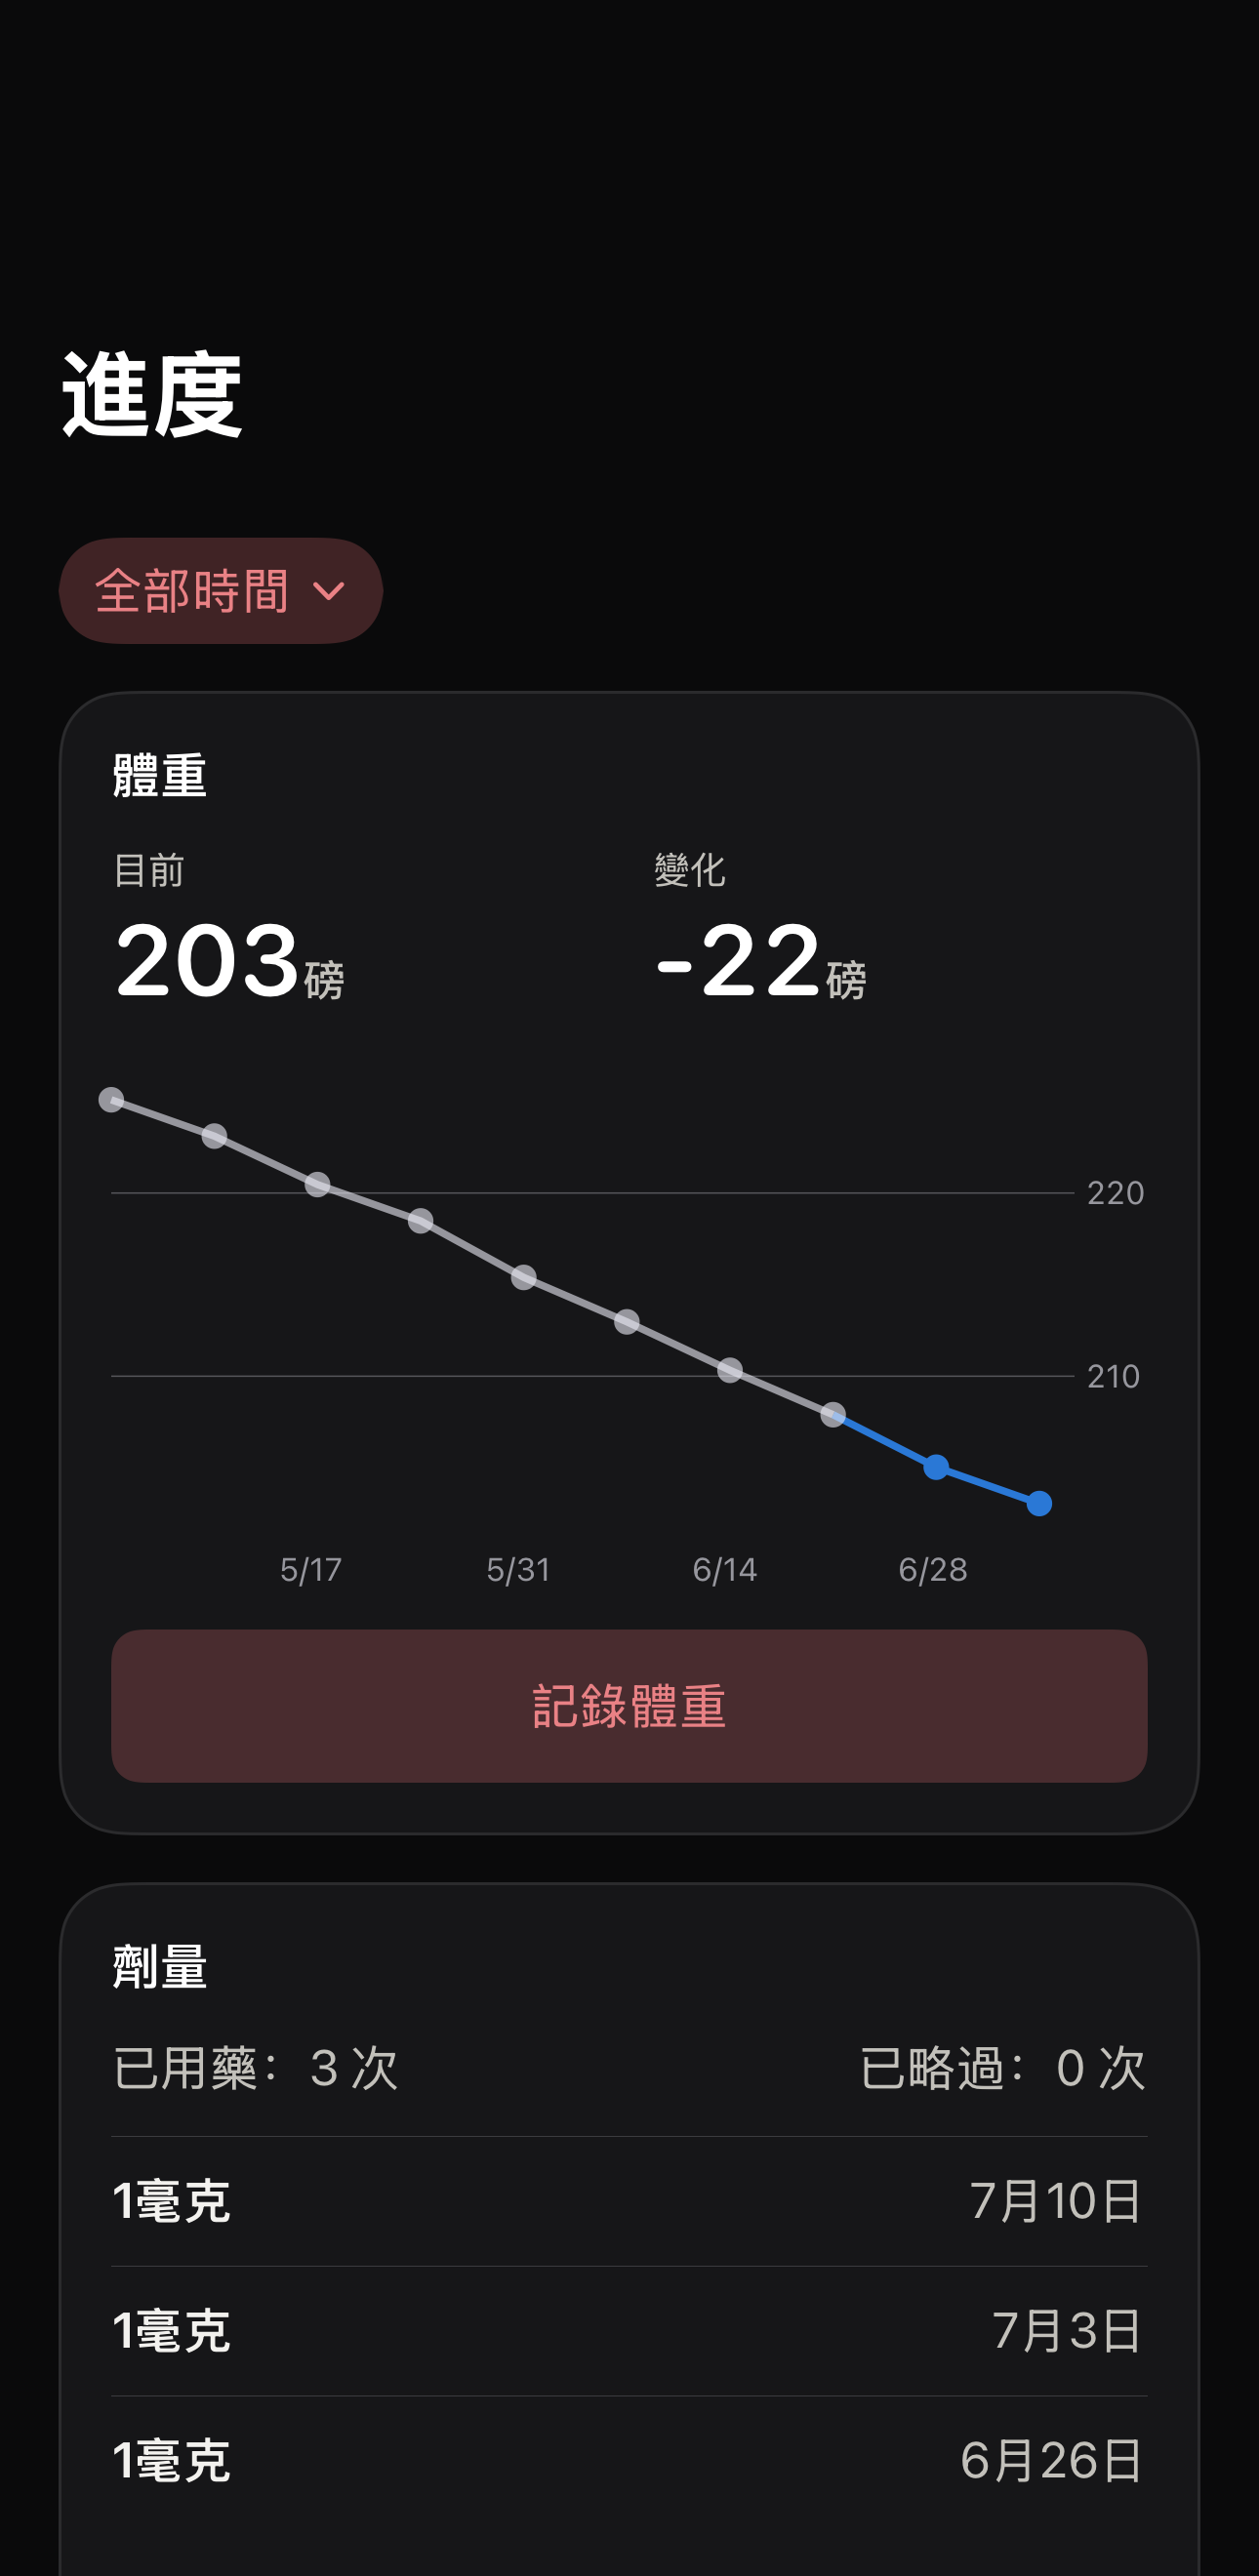 進度
全部時間
體重
目前 變化
203磅 -22磅
220
210
5/17 5/31 6/14 6/28
記錄體重
劑量
已用藥：3 次 已略過：0 次
1毫克 7月10日
1毫克 7月3日
1毫克 6月26日